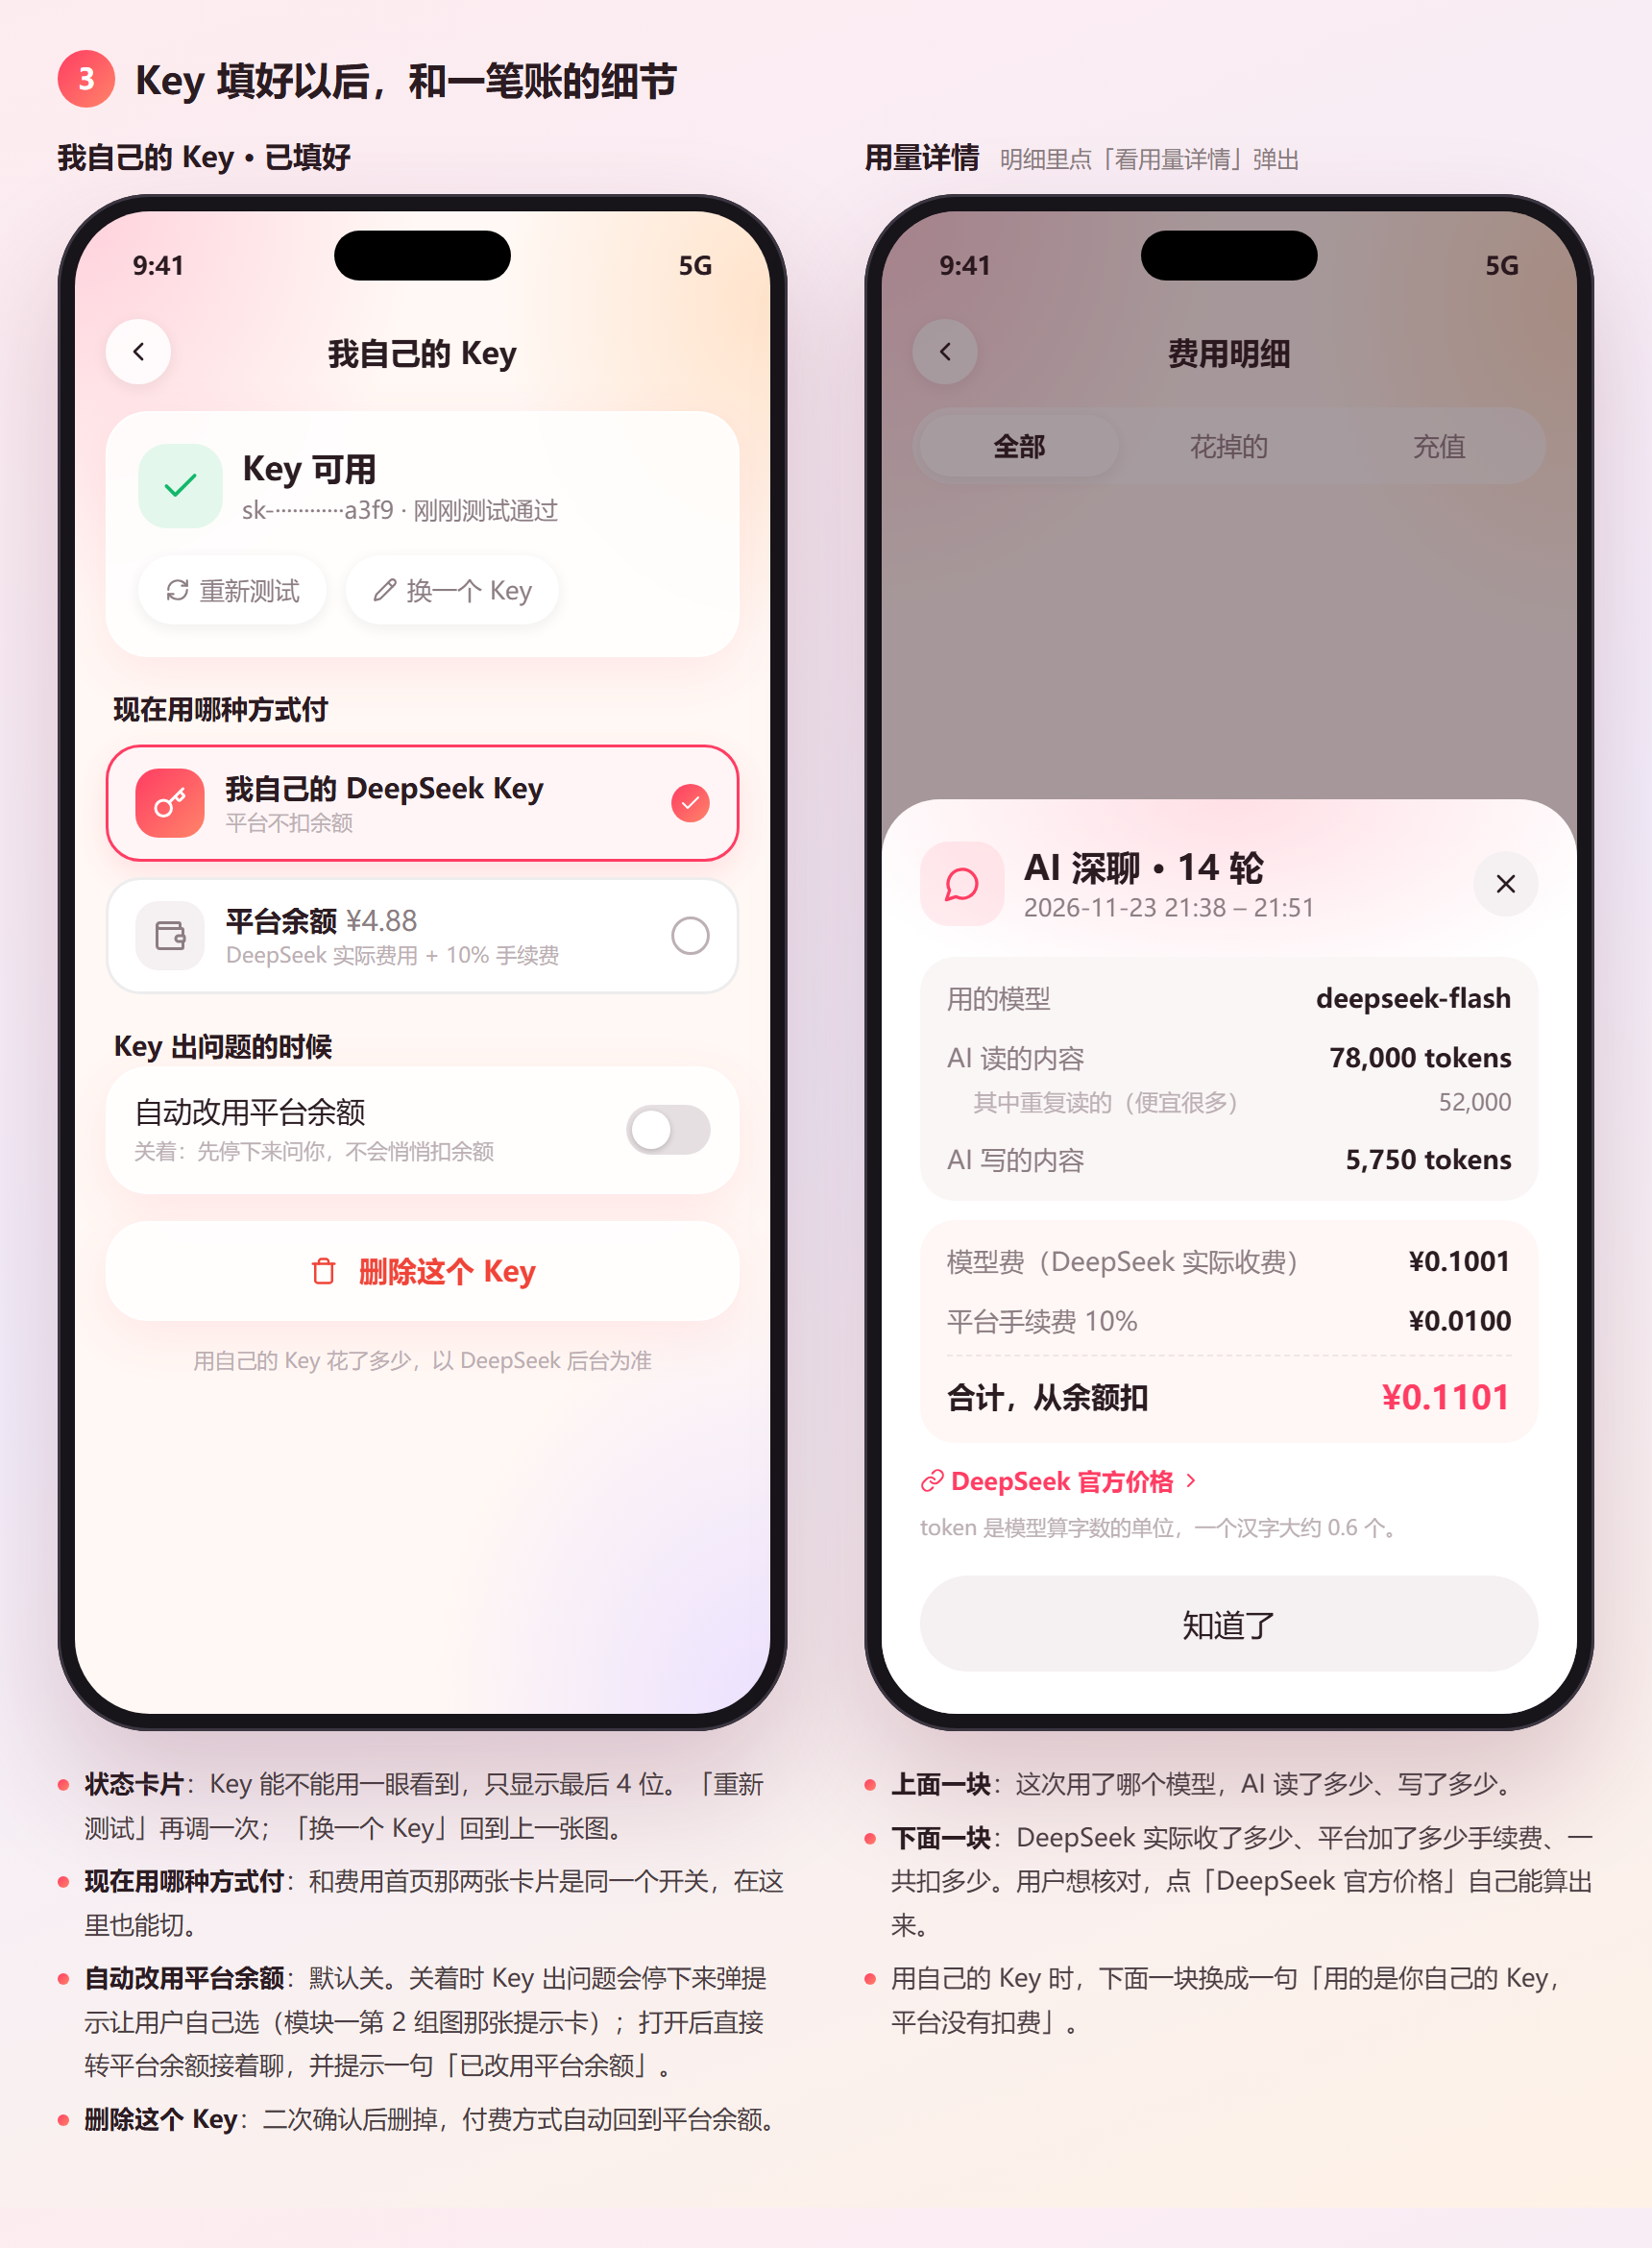 3 Key 填好以后，和一笔账的细节
我自己的 Key • 已填好
9:41
5G
我自己的 Key
Key 可用
sk-············a3f9 · 刚刚测试通过
重新测试
换一个 Key
现在用哪种方式付
我自己的 DeepSeek Key
平台不扣余额
平台余额 ¥4.88
DeepSeek 实际费用 + 10% 手续费
Key 出问题的时候
自动改用平台余额
关着：先停下来问你，不会悄悄扣余额
删除这个 Key
用自己的 Key 花了多少，以 DeepSeek 后台为准
状态卡片：Key 能不能用一眼看到，只显示最后 4 位。「重新
测试」再调一次；「换一个 Key」回到上一张图。
现在用哪种方式付：和费用首页那两张卡片是同一个开关，在这
里也能切。
自动改用平台余额：默认关。关着时 Key 出问题会停下来弹提
示让用户自己选（模块一第 2 组图那张提示卡）；打开后直接
转平台余额接着聊，并提示一句「已改用平台余额」。
删除这个 Key：二次确认后删掉，付费方式自动回到平台余额。
用量详情 明细里点「看用量详情」弹出
9:41
5G
费用明细
全部
花掉的
充值
AI 深聊 • 14 轮
2026-11-23 21:38 – 21:51
用的模型 deepseek-flash
AI 读的内容 78,000 tokens
其中重复读的（便宜很多） 52,000
AI 写的内容 5,750 tokens
模型费（DeepSeek 实际收费） ¥0.1001
平台手续费 10% ¥0.0100
合计，从余额扣 ¥0.1101
DeepSeek 官方价格
token 是模型算字数的单位，一个汉字大约 0.6 个。
知道了
上面一块：这次用了哪个模型，AI 读了多少、写了多少。
下面一块：DeepSeek 实际收了多少、平台加了多少手续费、一
共扣多少。用户想核对，点「DeepSeek 官方价格」自己能算出
来。
用自己的 Key 时，下面一块换成一句「用的是你自己的 Key，
平台没有扣费」。